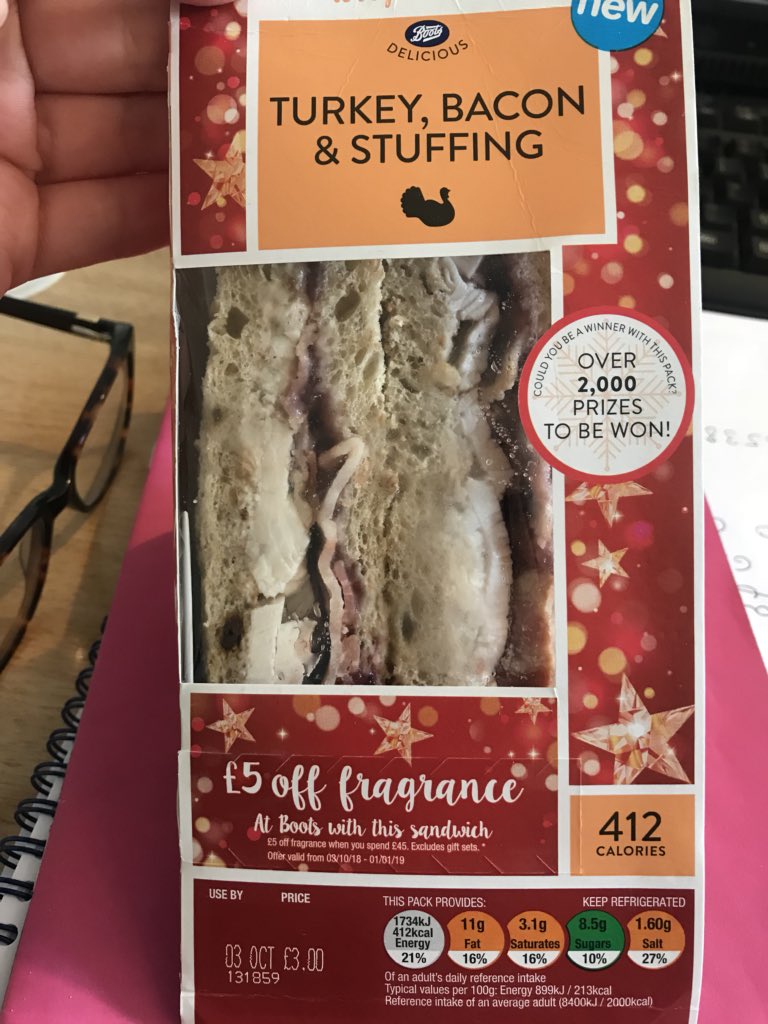 new
Boots
DELICIOUS
TURKEY, BACON
& STUFFING
COULD YOU BE A WINNER WITH THIS PACK?
OVER
2,000
PRIZES
TO BE WON!
£5 off fragrance
At Boots with this sandwich
£5 off fragrance when you spend £45. Excludes gift sets. *
Offer valid from 03/10/18 - 01/01/19
412
CALORIES
USE BY PRICE
03 OCT £3.00
131859
THIS PACK PROVIDES: KEEP REFRIGERATED
1734kJ
412kcal
Energy
21%
11g
Fat
16%
3.1g
Saturates
16%
8.5g
Sugars
10%
1.60g
Salt
27%
Of an adult's daily reference intake
Typical values per 100g: Energy 899kJ / 213kcal
Reference intake of an average adult (8400kJ / 2000kcal)